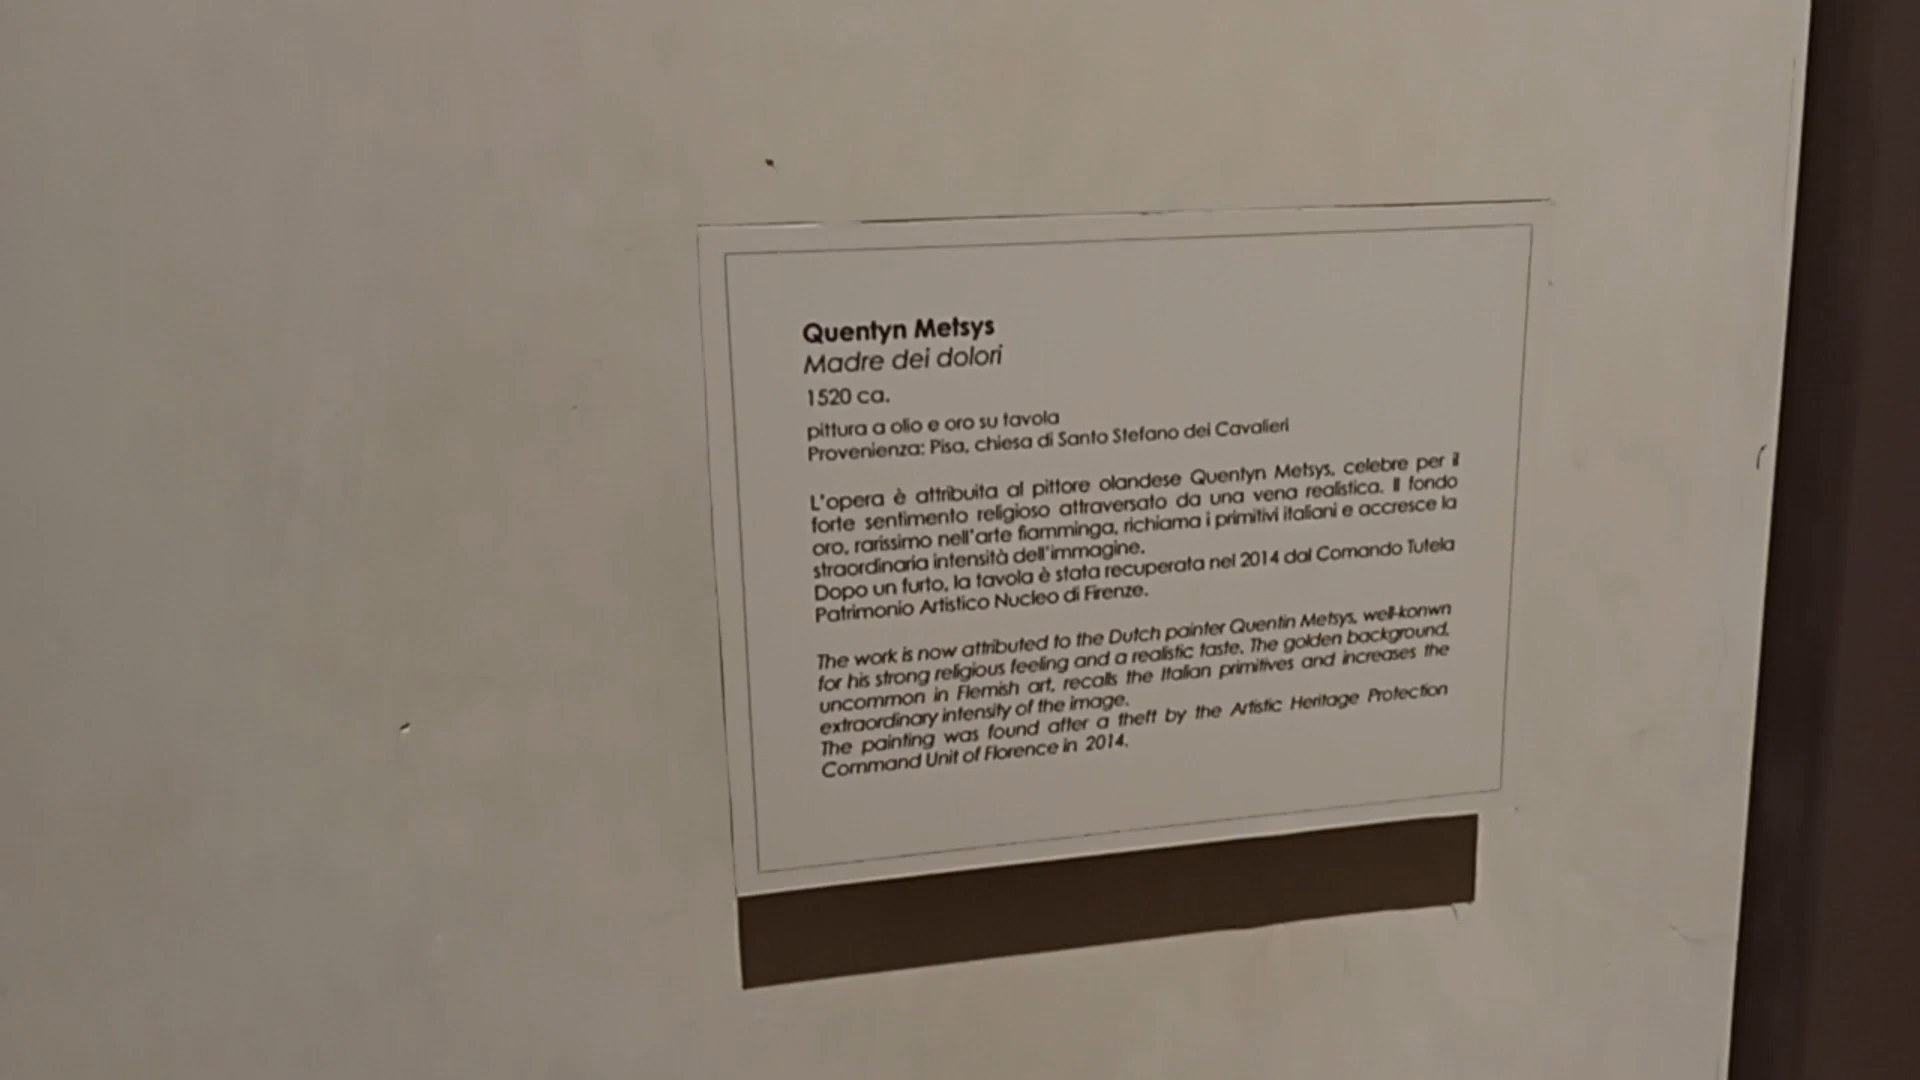 Quentyn Metsys
Madre dei dolori
1520 ca.
pittura a olio e oro su tavola
Provenienza: Pisa, chiesa di Santo Stefano dei Cavalieri
L'opera è attribuita al pittore olandese Quentyn Metsys, celebre per il
forte sentimento religioso attraversato da una vena realistica. Il fondo
oro, rarissimo nell'arte fiamminga, richiama i primitivi italiani e accresce la
straordinaria intensità dell'immagine.
Dopo un furto, la tavola è stata recuperata nel 2014 dal Comando Tutela
Patrimonio Artistico Nucleo di Firenze.
The work is now attributed to the Dutch painter Quentin Metsys, well-konwn
for his strong religious feeling and a realistic taste. The golden background,
uncommon in Flemish art, recalls the Italian primitives and increases the
extraordinary intensity of the image.
The painting was found after a theft by the Artistic Heritage Protection
Command Unit of Florence in 2014.